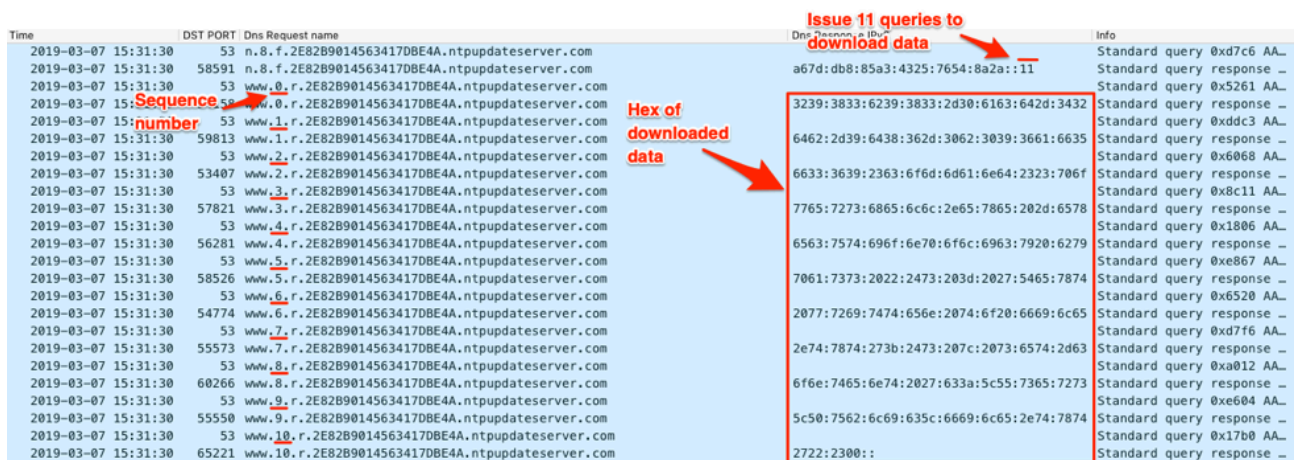 Issue 11 queries to
download data
Time DST PORT Dns Request name Info
2019-03-07 15:31:30 53 n.8.f.2E82B9014563417DBE4A.ntpupdateserver.com Standard query 0xd7c6 AA…
2019-03-07 15:31:30 58591 n.8.f.2E82B9014563417DBE4A.ntpupdateserver.com a67d:db8:85a3:4325:7654:8a2a::11 Standard query response …
2019-03-07 15:31:30 53 www.0.r.2E82B9014563417DBE4A.ntpupdateserver.com Standard query 0x5261 AA…
Sequence
number
Hex of
downloaded
data
2019-03-07 15:31:30 www.0.r.2E82B9014563417DBE4A.ntpupdateserver.com 3239:3833:6239:3833:2d30:6163:642d:3432 Standard query response …
2019-03-07 15:31:30 53 www.1.r.2E82B9014563417DBE4A.ntpupdateserver.com Standard query 0xddc3 AA…
2019-03-07 15:31:30 59813 www.1.r.2E82B9014563417DBE4A.ntpupdateserver.com 6462:2d39:6438:362d:3062:3039:3661:6635 Standard query response …
2019-03-07 15:31:30 53 www.2.r.2E82B9014563417DBE4A.ntpupdateserver.com Standard query 0x6068 AA…
2019-03-07 15:31:30 53407 www.2.r.2E82B9014563417DBE4A.ntpupdateserver.com 6633:3639:2363:6f6d:6d61:6e64:2323:706f Standard query response …
2019-03-07 15:31:30 53 www.3.r.2E82B9014563417DBE4A.ntpupdateserver.com Standard query 0x8c11 AA…
2019-03-07 15:31:30 57821 www.3.r.2E82B9014563417DBE4A.ntpupdateserver.com 7765:7273:6865:6c6c:2e65:7865:202d:6578 Standard query response …
2019-03-07 15:31:30 53 www.4.r.2E82B9014563417DBE4A.ntpupdateserver.com Standard query 0x1806 AA…
2019-03-07 15:31:30 56281 www.4.r.2E82B9014563417DBE4A.ntpupdateserver.com 6563:7574:696f:6e70:6f6c:6963:7920:6279 Standard query response …
2019-03-07 15:31:30 53 www.5.r.2E82B9014563417DBE4A.ntpupdateserver.com Standard query 0xe867 AA…
2019-03-07 15:31:30 58526 www.5.r.2E82B9014563417DBE4A.ntpupdateserver.com 7061:7373:2022:2473:203d:2027:5465:7874 Standard query response …
2019-03-07 15:31:30 53 www.6.r.2E82B9014563417DBE4A.ntpupdateserver.com Standard query 0x6520 AA…
2019-03-07 15:31:30 54774 www.6.r.2E82B9014563417DBE4A.ntpupdateserver.com 2077:7269:7474:656e:2074:6f20:6669:6c65 Standard query response …
2019-03-07 15:31:30 53 www.7.r.2E82B9014563417DBE4A.ntpupdateserver.com Standard query 0xd7f6 AA…
2019-03-07 15:31:30 55573 www.7.r.2E82B9014563417DBE4A.ntpupdateserver.com 2e74:7874:273b:2473:207c:2073:6574:2d63 Standard query response …
2019-03-07 15:31:30 53 www.8.r.2E82B9014563417DBE4A.ntpupdateserver.com Standard query 0xa012 AA…
2019-03-07 15:31:30 60266 www.8.r.2E82B9014563417DBE4A.ntpupdateserver.com 6f6e:7465:6e74:2027:633a:5c55:7365:7273 Standard query response …
2019-03-07 15:31:30 53 www.9.r.2E82B9014563417DBE4A.ntpupdateserver.com Standard query 0xe604 AA…
2019-03-07 15:31:30 55550 www.9.r.2E82B9014563417DBE4A.ntpupdateserver.com 5c50:7562:6c69:635c:6669:6c65:2e74:7874 Standard query response …
2019-03-07 15:31:30 53 www.10.r.2E82B9014563417DBE4A.ntpupdateserver.com Standard query 0x17b0 AA…
2019-03-07 15:31:30 65221 www.10.r.2E82B9014563417DBE4A.ntpupdateserver.com 2722:2300:: Standard query response …